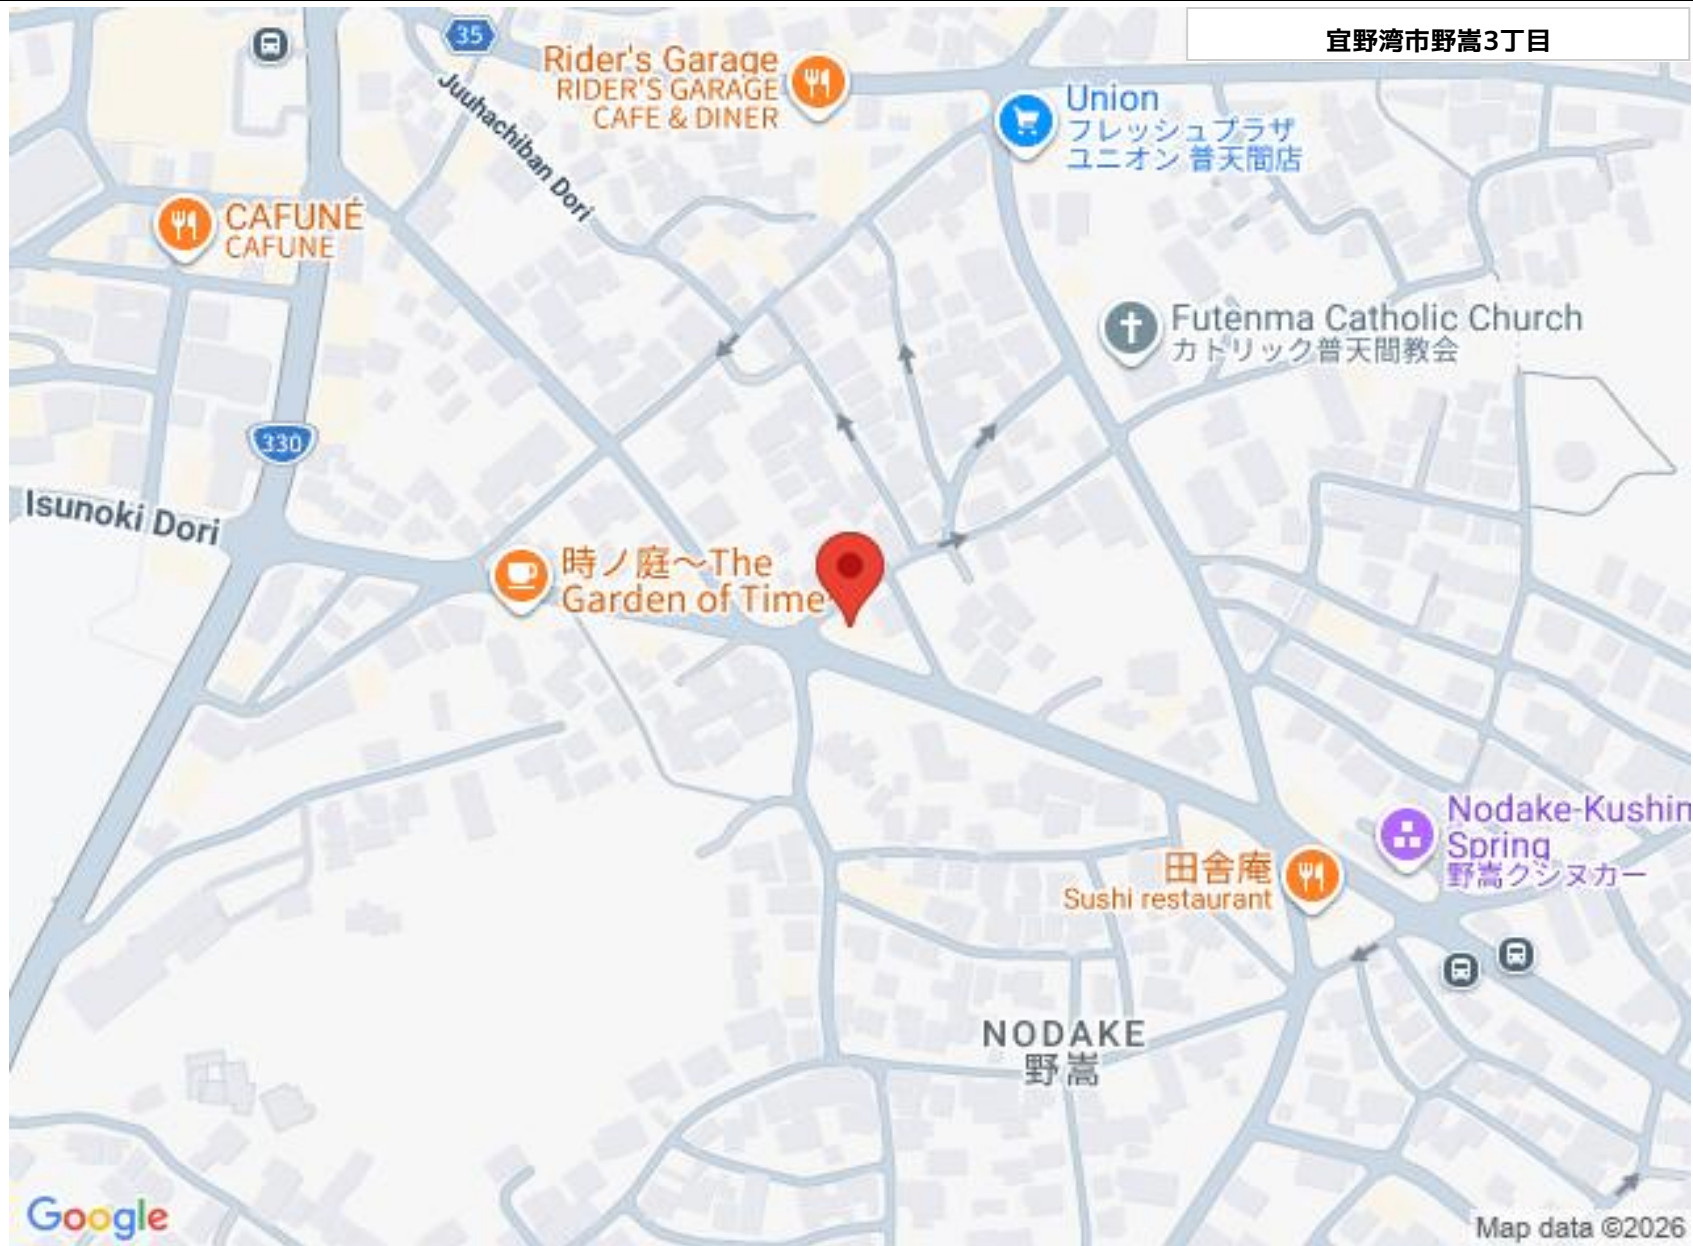 宜野湾市野嵩3丁目
35
Juuhachiban Dori
Rider's Garage
RIDER'S GARAGE
CAFE & DINER
Union
フレッシュプラザ
ユニオン 普天間店
CAFUNÉ
CAFUNE
Futenma Catholic Church
カトリック普天間教会
330
Isunoki Dori
時ノ庭～The
Garden of Time
Nodake-Kushin
Spring
野嵩クシヌカー
田舎庵
Sushi restaurant
NODAKE
野嵩
Google
Map data ©2026